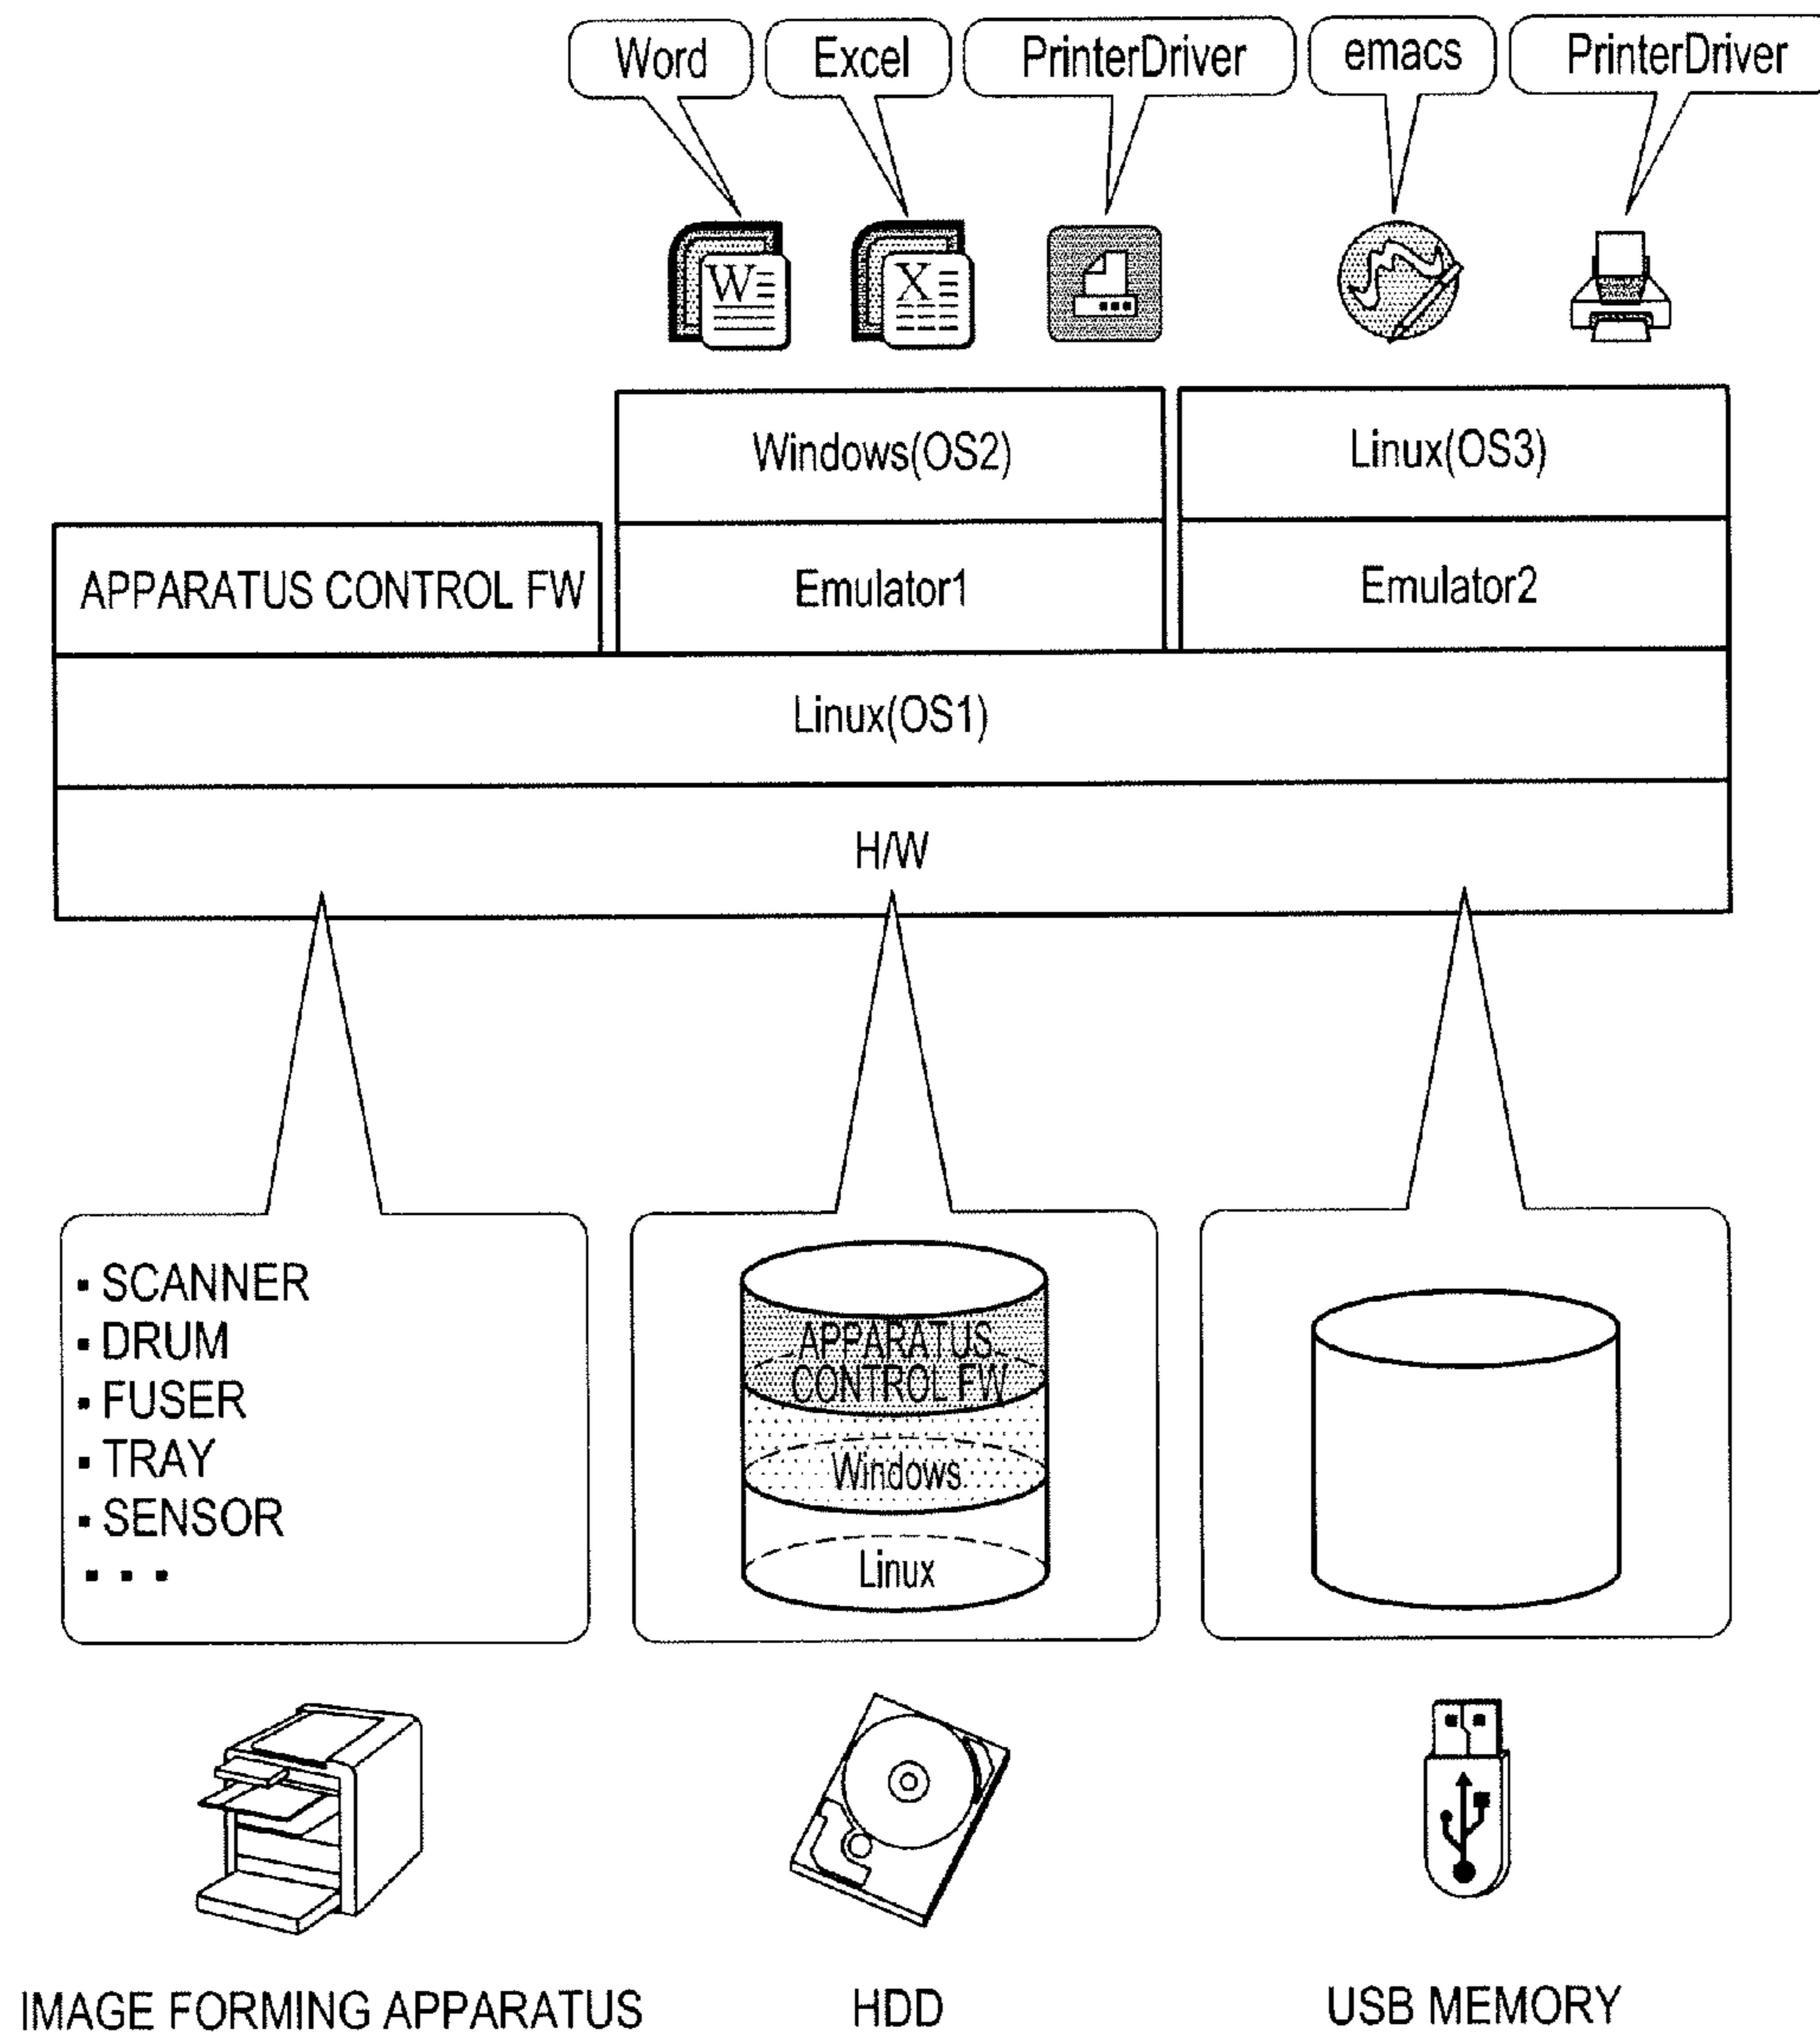 Word
Excel
PrinterDriver
emacs
PrinterDriver
W
X
Windows(OS2)
Linux(OS3)
APPARATUS CONTROL FW
Emulator1
Emulator2
Linux(OS1)
H/W
▪ SCANNER
▪ DRUM
▪ FUSER
▪ TRAY
▪ SENSOR
▪ ▪ ▪
APPARATUS
CONTROL FW
Windows
Linux
IMAGE FORMING APPARATUS
HDD
USB MEMORY